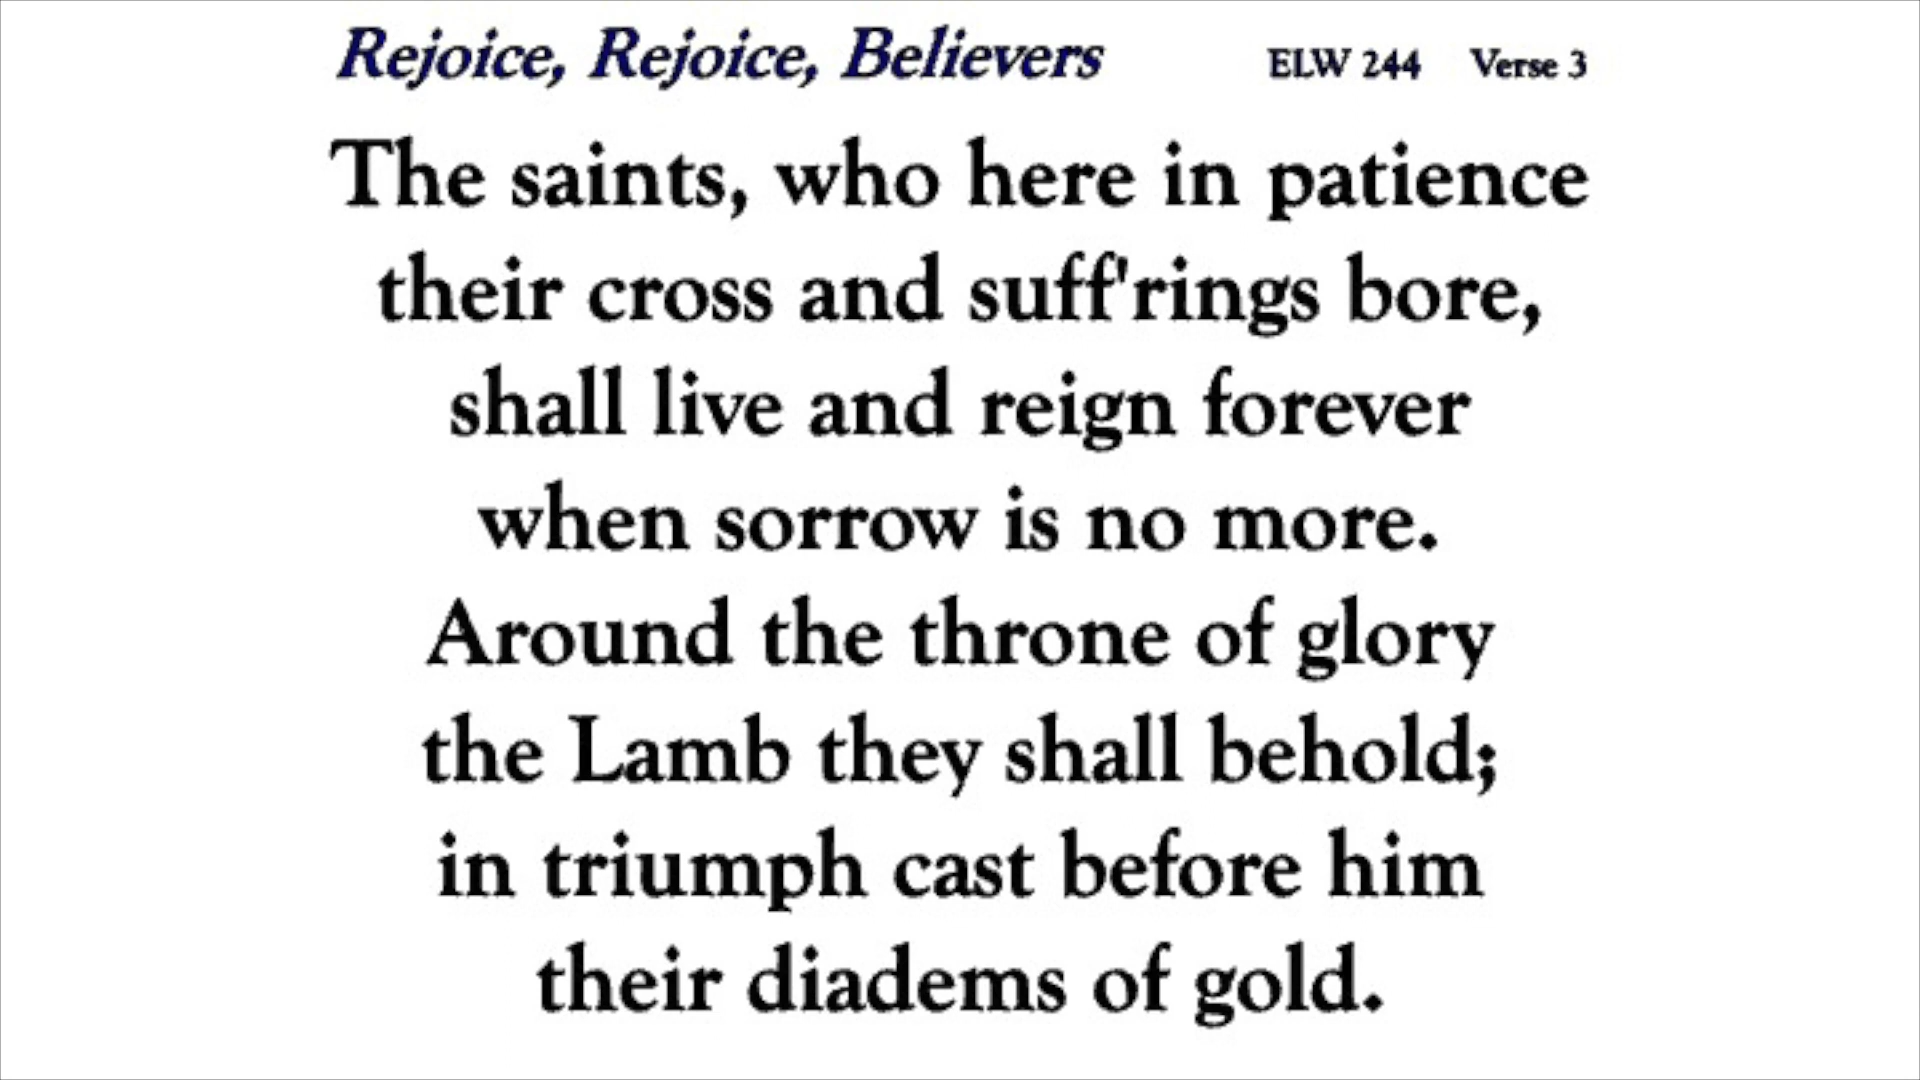 Rejoice, Rejoice, Believers ELW 244 Verse 3
The saints, who here in patience
their cross and suff'rings bore,
shall live and reign forever
when sorrow is no more.
Around the throne of glory
the Lamb they shall behold;
in triumph cast before him
their diadems of gold.